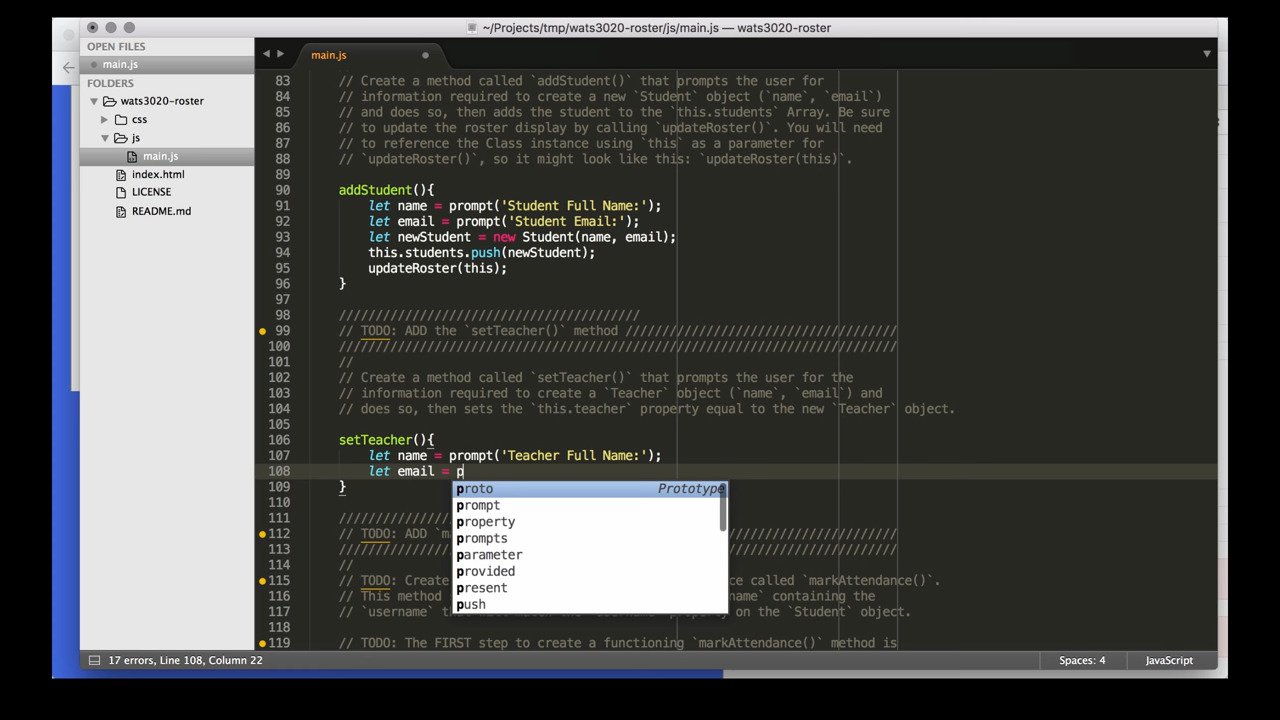 ~/Projects/tmp/wats3020-roster/js/main.js — wats3020-roster
OPEN FILES
main.js
FOLDERS
wats3020-roster
css
js
main.js
index.html
LICENSE
README.md
main.js
83 // Create a method called `addStudent()` that prompts the user for
84 // information required to create a new `Student` object (`name`, `email`)
85 // and does so, then adds the student to the `this.students` Array. Be sure
86 // to update the roster display by calling `updateRoster()`. You will need
87 // to reference the Class instance using `this` as a parameter for
88 // `updateRoster()`, so it might look like this: `updateRoster(this)`.
89
90 addStudent(){
91 let name = prompt('Student Full Name:');
92 let email = prompt('Student Email:');
93 let newStudent = new Student(name, email);
94 this.students.push(newStudent);
95 updateRoster(this);
96 }
97
98 /////////////////////////////////////////
99 // TODO: ADD the `setTeacher()` method /////////////////////////////////////
100 ////////////////////////////////////////////////////////////////////////////
101 //
102 // Create a method called `setTeacher()` that prompts the user for the
103 // information required to create a `Teacher` object (`name`, `email`) and
104 // does so, then sets the `this.teacher` property equal to the new `Teacher` object.
105
106 setTeacher(){
107 let name = prompt('Teacher Full Name:');
108 let email = p
109 }
proto Prototype
prompt
property
prompts
parameter
provided
present
push
110
111 ///////////////
112 // TODO: ADD `m ///////////////////////
113 ///////////////
114 //
115 // TODO: Create ce called `markAttendance()`.
116 // This method name` containing the
117 // `username` t on the `Student` object.
118
119 // TODO: The FIRST step to create a functioning `markAttendance()` method is
17 errors, Line 108, Column 22
Spaces: 4
JavaScript